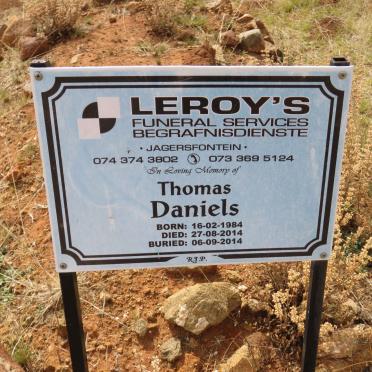 LEROY'S
FUNERAL SERVICES
BEGRAFNISDIENSTE
· JAGERSFONTEIN ·
074 374 3802 ✆ 073 369 5124
In Loving Memory of
Thomas
Daniels
BORN: 16-02-1984
DIED: 27-08-2014
BURIED: 06-09-2014
R.I.P.